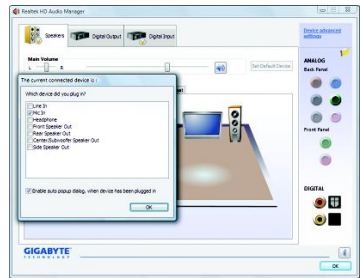 Realtek HD Audio Manager
Speakers
Digital Output
Digital Input
Device advanced settings
Main Volume
L
R
Set Default Device
ANALOG
Back Panel
The current connected device is :
Which device did you plug in?
Line In
Mic In
Headphone
Front Speaker Out
Rear Speaker Out
Center/Subwoofer Speaker Out
Side Speaker Out
Enable auto popup dialog, when device has been plugged in
OK
Front Panel
DIGITAL
GIGABYTE
TECHNOLOGY
i
OK